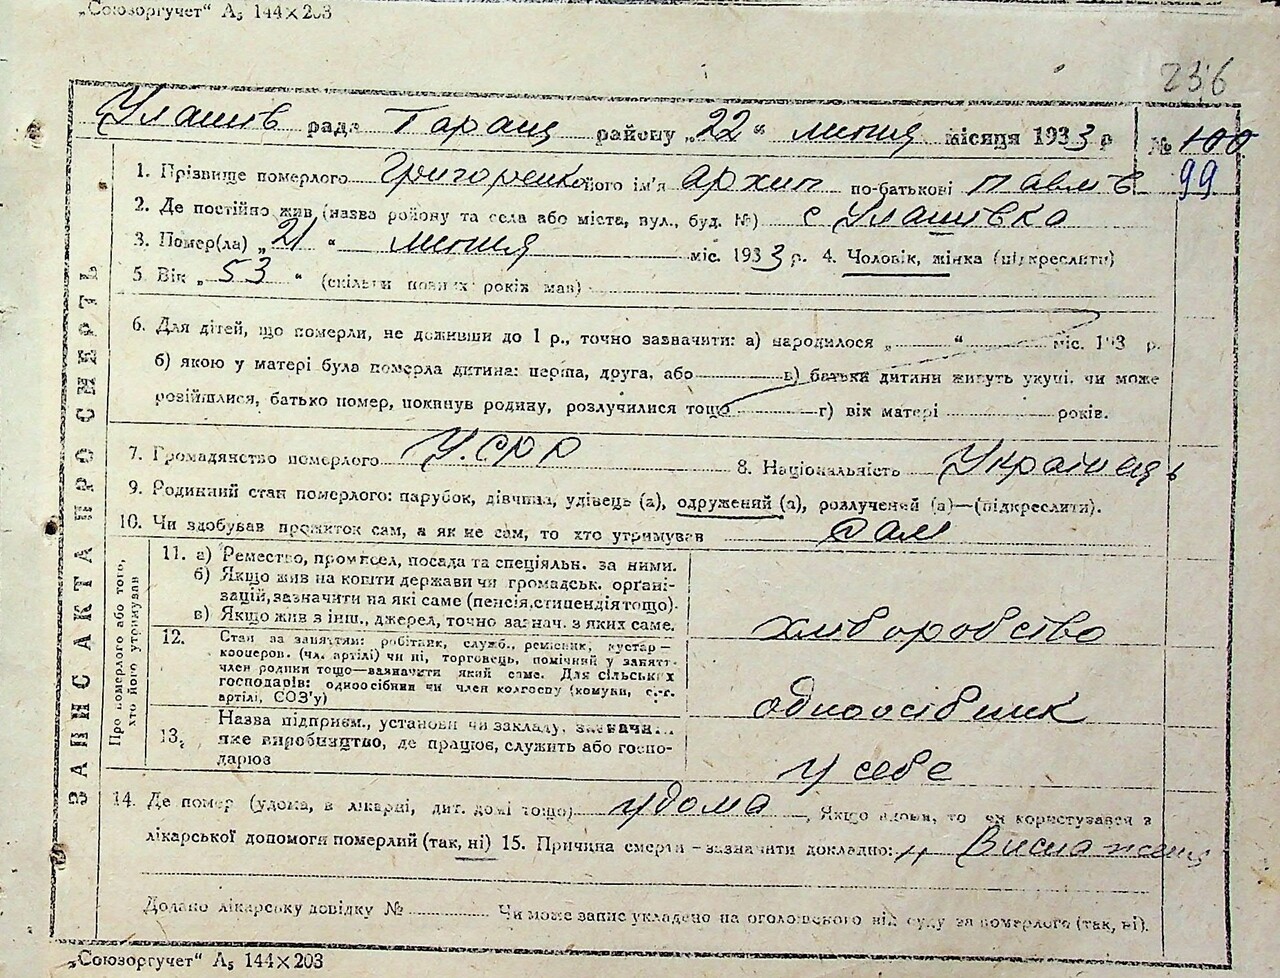 „Союзоргучет“ А₅ 144×203
236
Улашів рада Таращ району „22“ липня місяця 1933 р
№ 100
99
ЗАПИС АКТА ПРО СМЕРТЬ
1. Прізвище померлого Григоренко його ім'я Архип по-батькові Павлів
2. Де постійно жив (назва району та села або міста, вул., буд. №) с Улашівка
3. Помер(ла) „21“ липня міс. 1933 р. 4. Чоловік, жінка (підкреслити)
5. Вік „53“ (скільки повних років мав)
6. Для дітей, що померли, не доживши до 1 р., точно зазначити: а) народилося „ “ міс. 193 р.
б) якою у матері була померла дитина: перша, друга, або в) батьки дитини живуть укупі, чи може
розійшлися, батько помер, покинув родину, розлучилися тощо г) вік матері років.
7. Громадянство померлого УСРР 8. Національність Українець
9. Родинний стан померлого: парубок, дівчина, удівець (а), одружений (а), розлучений (а)—(підкреслити).
10. Чи здобував прожиток сам, а як не сам, то хто утримував сам
Про померлого або того,
хто його утримував
11. а) Ремество, промисел, посада та спеціяльн. за ними.
б) Якщо жив на кошти держави чи громадськ. органі-
зацій, зазначити на які саме (пенсія, стипендія тощо).
в) Якщо жив з інш., джерел, точно зазнач. з яких саме.
хліборобство
12. Стан за заняттям: робітник, служб., ремісник, кустар—
кооперов. (чл. артілі) чи ні, торговець, помічний у занятт.
член родини тощо—зазначити який саме. Для сільських
господарів: одноосібник чи член колгоспу (комуни, с.-г.
артілі, СОЗ'у)
одноосібник
13. Назва підприєм., установи чи закладу, зазначи..
яке виробництво, де працює, служить або госпо-
дарює
у себе
14. Де помер (удома, в лікарні, дит. домі тощо) удома, Якщо вдома, то чи користувався з
лікарської допомоги померлий (так, ні) 15. Причина смерти—зазначити докладно: Виснаження
Додано лікарську довідку № Чи може запис укладено на оголошеного від суду за померлого (так, ні).
„Союзоргучет“ А₅ 144×203